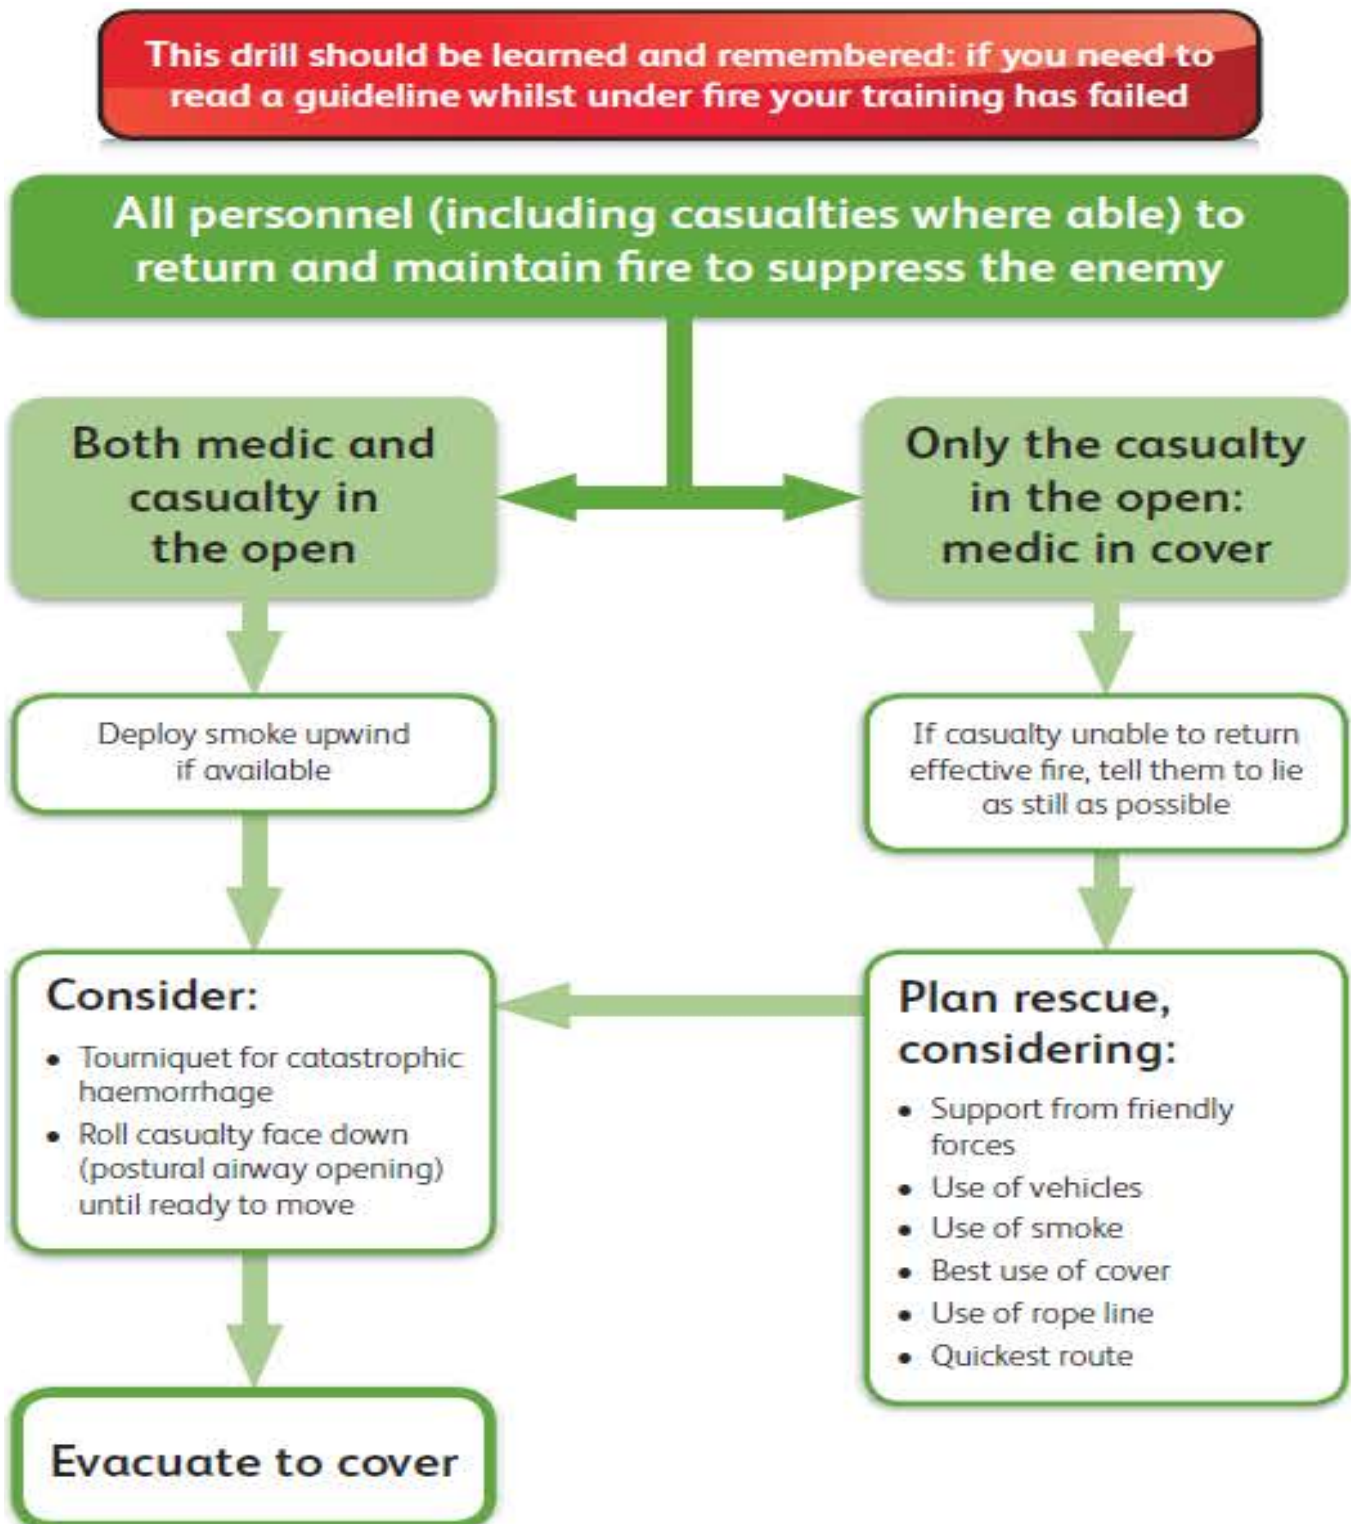 This drill should be learned and remembered: if you need to
read a guideline whilst under fire your training has failed
All personnel (including casualties where able) to
return and maintain fire to suppress the enemy
Both medic and
casualty in
the open
Only the casualty
in the open:
medic in cover
Deploy smoke upwind
if available
If casualty unable to return
effective fire, tell them to lie
as still as possible
Consider:
• Tourniquet for catastrophic
haemorrhage
• Roll casualty face down
(postural airway opening)
until ready to move
Plan rescue,
considering:
• Support from friendly
forces
• Use of vehicles
• Use of smoke
• Best use of cover
• Use of rope line
• Quickest route
Evacuate to cover